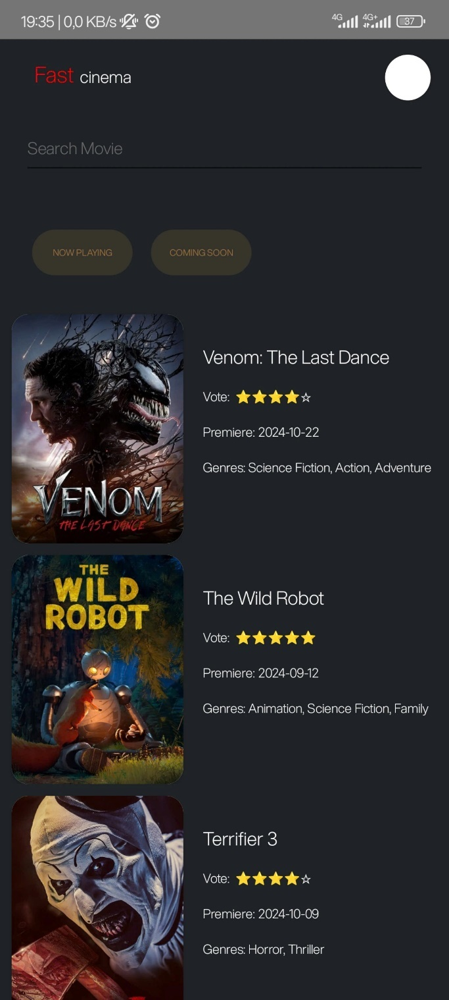 19:35 | 0,0 KB/s 4G 4G+ 37
Fast cinema
Search Movie
NOW PLAYING COMING SOON
VENOM
THE LAST DANCE
Venom: The Last Dance
Vote: ⭐⭐⭐⭐☆
Premiere: 2024-10-22
Genres: Science Fiction, Action, Adventure
THE
WILD
ROBOT
The Wild Robot
Vote: ⭐⭐⭐⭐⭐
Premiere: 2024-09-12
Genres: Animation, Science Fiction, Family
Terrifier 3
Vote: ⭐⭐⭐⭐☆
Premiere: 2024-10-09
Genres: Horror, Thriller